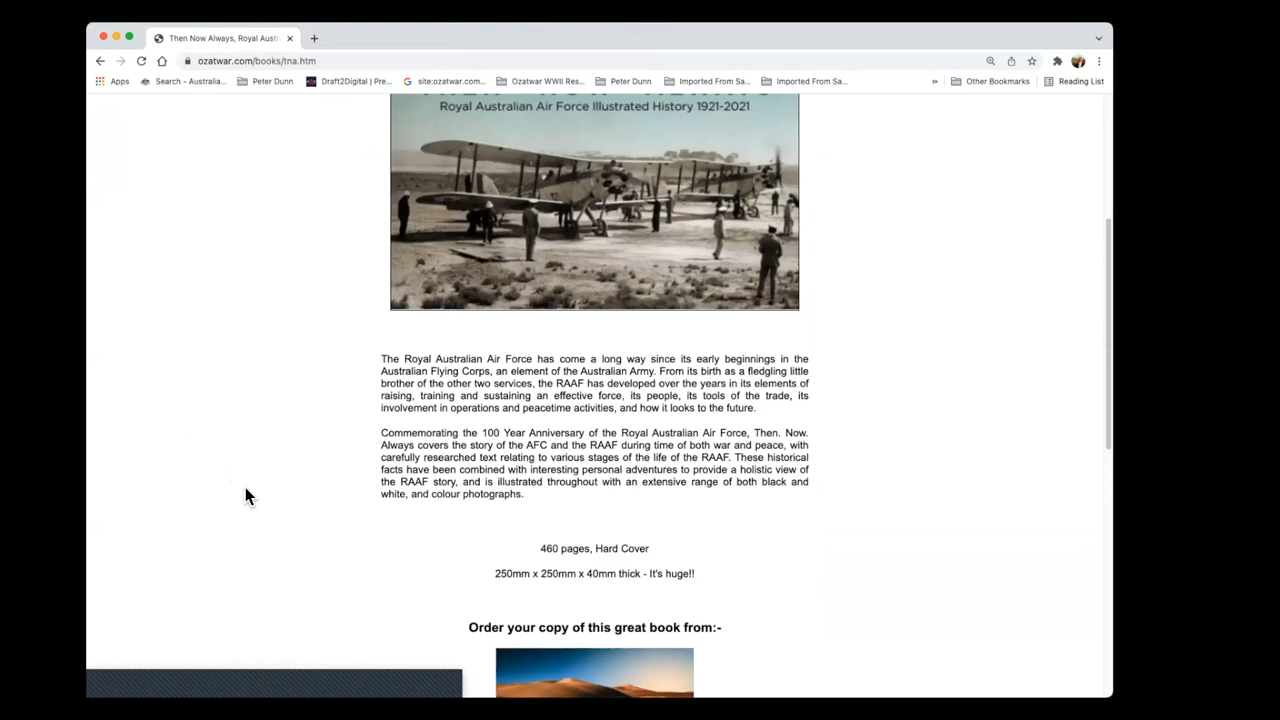 Then Now Always, Royal Aust
ozatwar.com/books/tna.htm
Apps
Search - Australia...
Peter Dunn
Draft2Digital | Pre...
site:ozatwar.com...
Ozatwar WWII Res...
Peter Dunn
Imported From Sa...
Imported From Sa...
»
Other Bookmarks
Reading List
Royal Australian Air Force Illustrated History 1921-2021
The Royal Australian Air Force has come a long way since its early beginnings in the
Australian Flying Corps, an element of the Australian Army. From its birth as a fledgling little
brother of the other two services, the RAAF has developed over the years in its elements of
raising, training and sustaining an effective force, its people, its tools of the trade, its
involvement in operations and peacetime activities, and how it looks to the future.
Commemorating the 100 Year Anniversary of the Royal Australian Air Force, Then. Now.
Always covers the story of the AFC and the RAAF during time of both war and peace, with
carefully researched text relating to various stages of the life of the RAAF. These historical
facts have been combined with interesting personal adventures to provide a holistic view of
the RAAF story, and is illustrated throughout with an extensive range of both black and
white, and colour photographs.
460 pages, Hard Cover
250mm x 250mm x 40mm thick - It's huge!!
Order your copy of this great book from:-